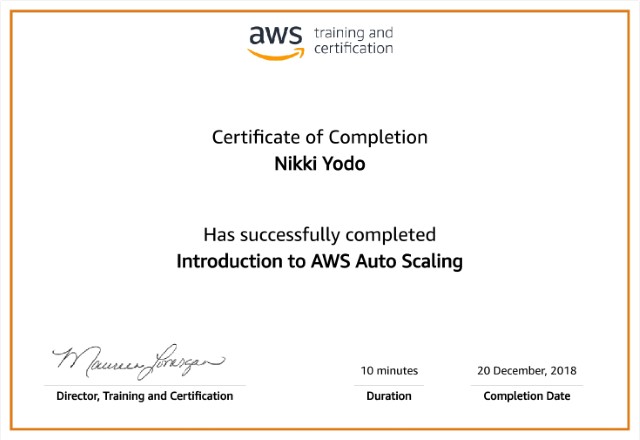 aws training and
certification
Certificate of Completion
Nikki Yodo
Has successfully completed
Introduction to AWS Auto Scaling
Maureen Lonergan
Director, Training and Certification
10 minutes
Duration
20 December, 2018
Completion Date